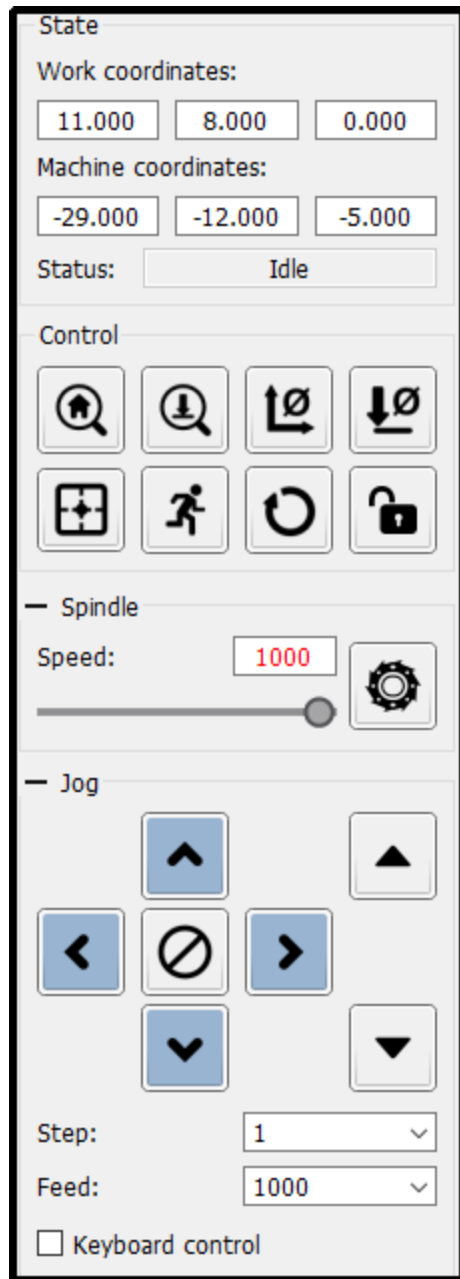 State
Work coordinates:
11.000 8.000 0.000
Machine coordinates:
-29.000 -12.000 -5.000
Status: Idle
Control
Spindle
Speed: 1000
Jog
Step: 1
Feed: 1000
Keyboard control